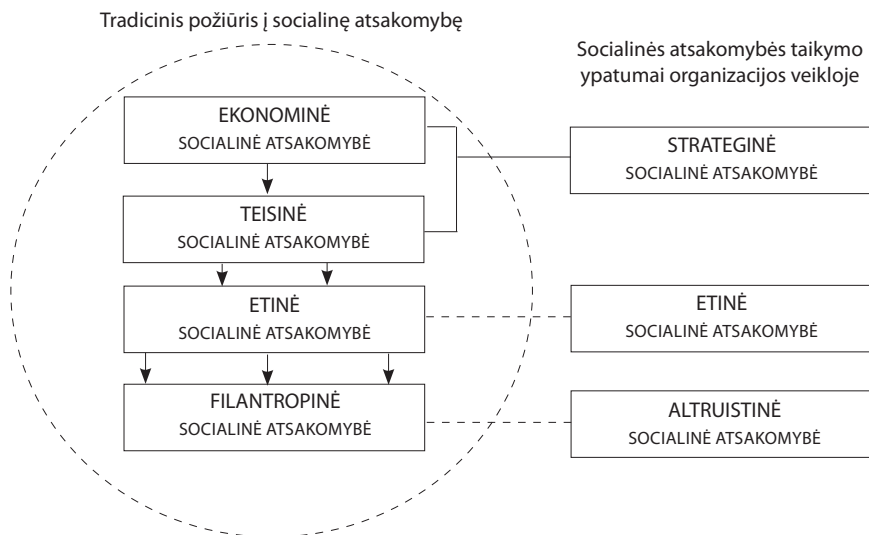 Tradicinis požiūris į socialinę atsakomybę
Socialinės atsakomybės taikymo
ypatumai organizacijos veikloje
EKONOMINĖ
SOCIALINĖ ATSAKOMYBĖ
STRATEGINĖ
SOCIALINĖ ATSAKOMYBĖ
TEISINĖ
SOCIALINĖ ATSAKOMYBĖ
ETINĖ
SOCIALINĖ ATSAKOMYBĖ
ETINĖ
SOCIALINĖ ATSAKOMYBĖ
FILANTROPINĖ
SOCIALINĖ ATSAKOMYBĖ
ALTRUISTINĖ
SOCIALINĖ ATSAKOMYBĖ